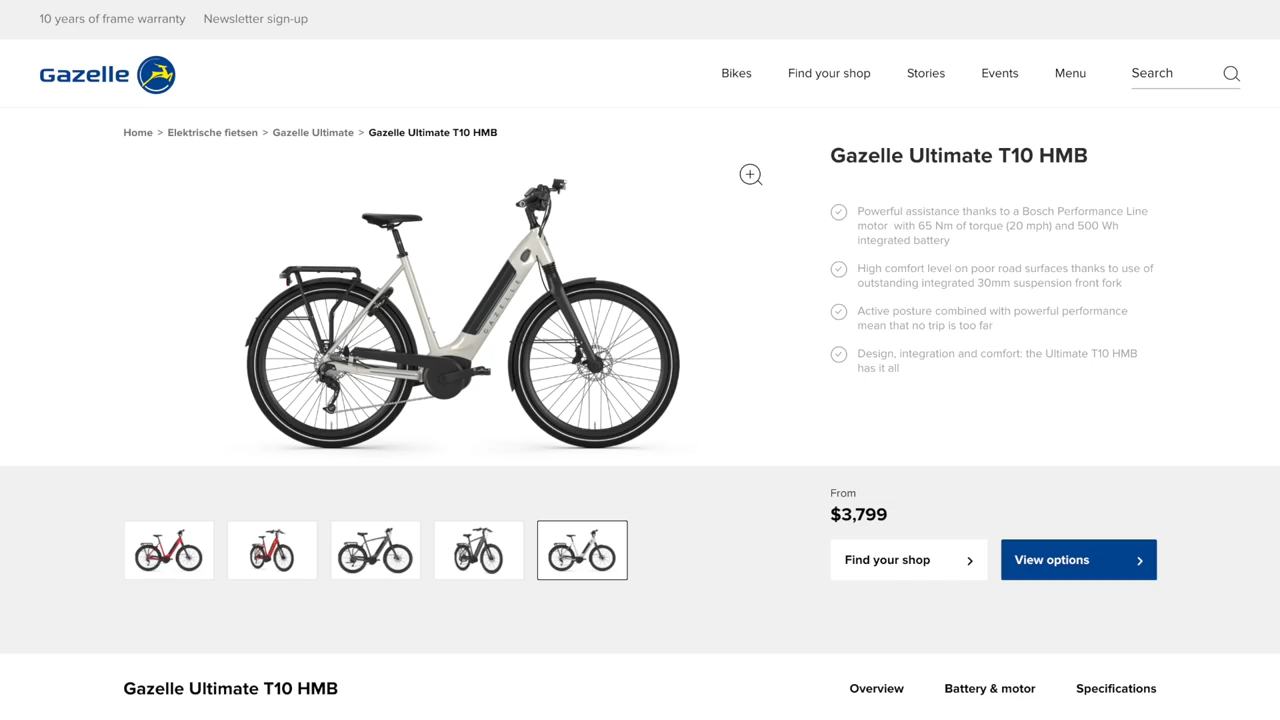 10 years of frame warranty Newsletter sign-up
Gazelle
Bikes Find your shop Stories Events Menu Search
Home > Elektrische fietsen > Gazelle Ultimate > Gazelle Ultimate T10 HMB
Gazelle Ultimate T10 HMB
Powerful assistance thanks to a Bosch Performance Line
motor with 65 Nm of torque (20 mph) and 500 Wh
integrated battery
High comfort level on poor road surfaces thanks to use of
outstanding integrated 30mm suspension front fork
Active posture combined with powerful performance
mean that no trip is too far
Design, integration and comfort: the Ultimate T10 HMB
has it all
GAZELLE
From
$3,799
Find your shop View options
Gazelle Ultimate T10 HMB Overview Battery & motor Specifications